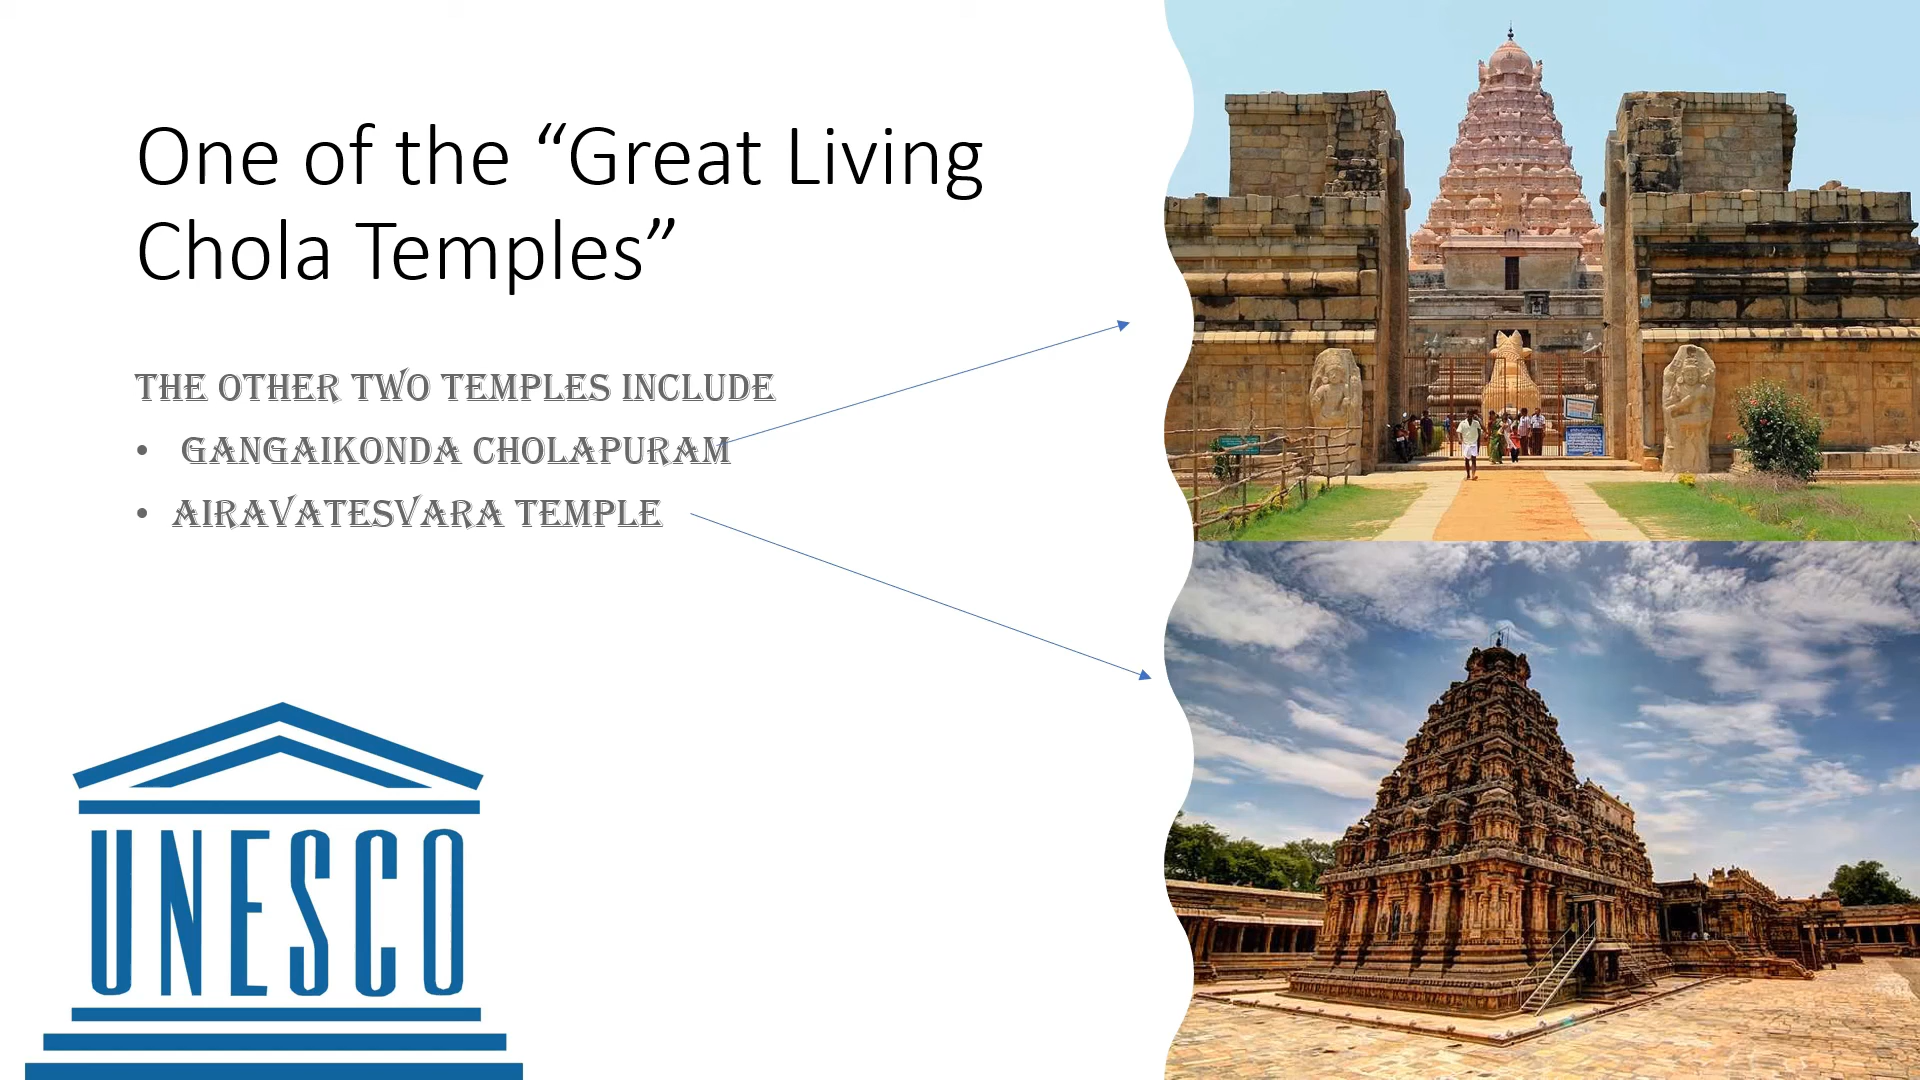 One of the “Great Living
Chola Temples”
THE OTHER TWO TEMPLES INCLUDE
• GANGAIKONDA CHOLAPURAM
• AIRAVATESVARA TEMPLE
UNESCO